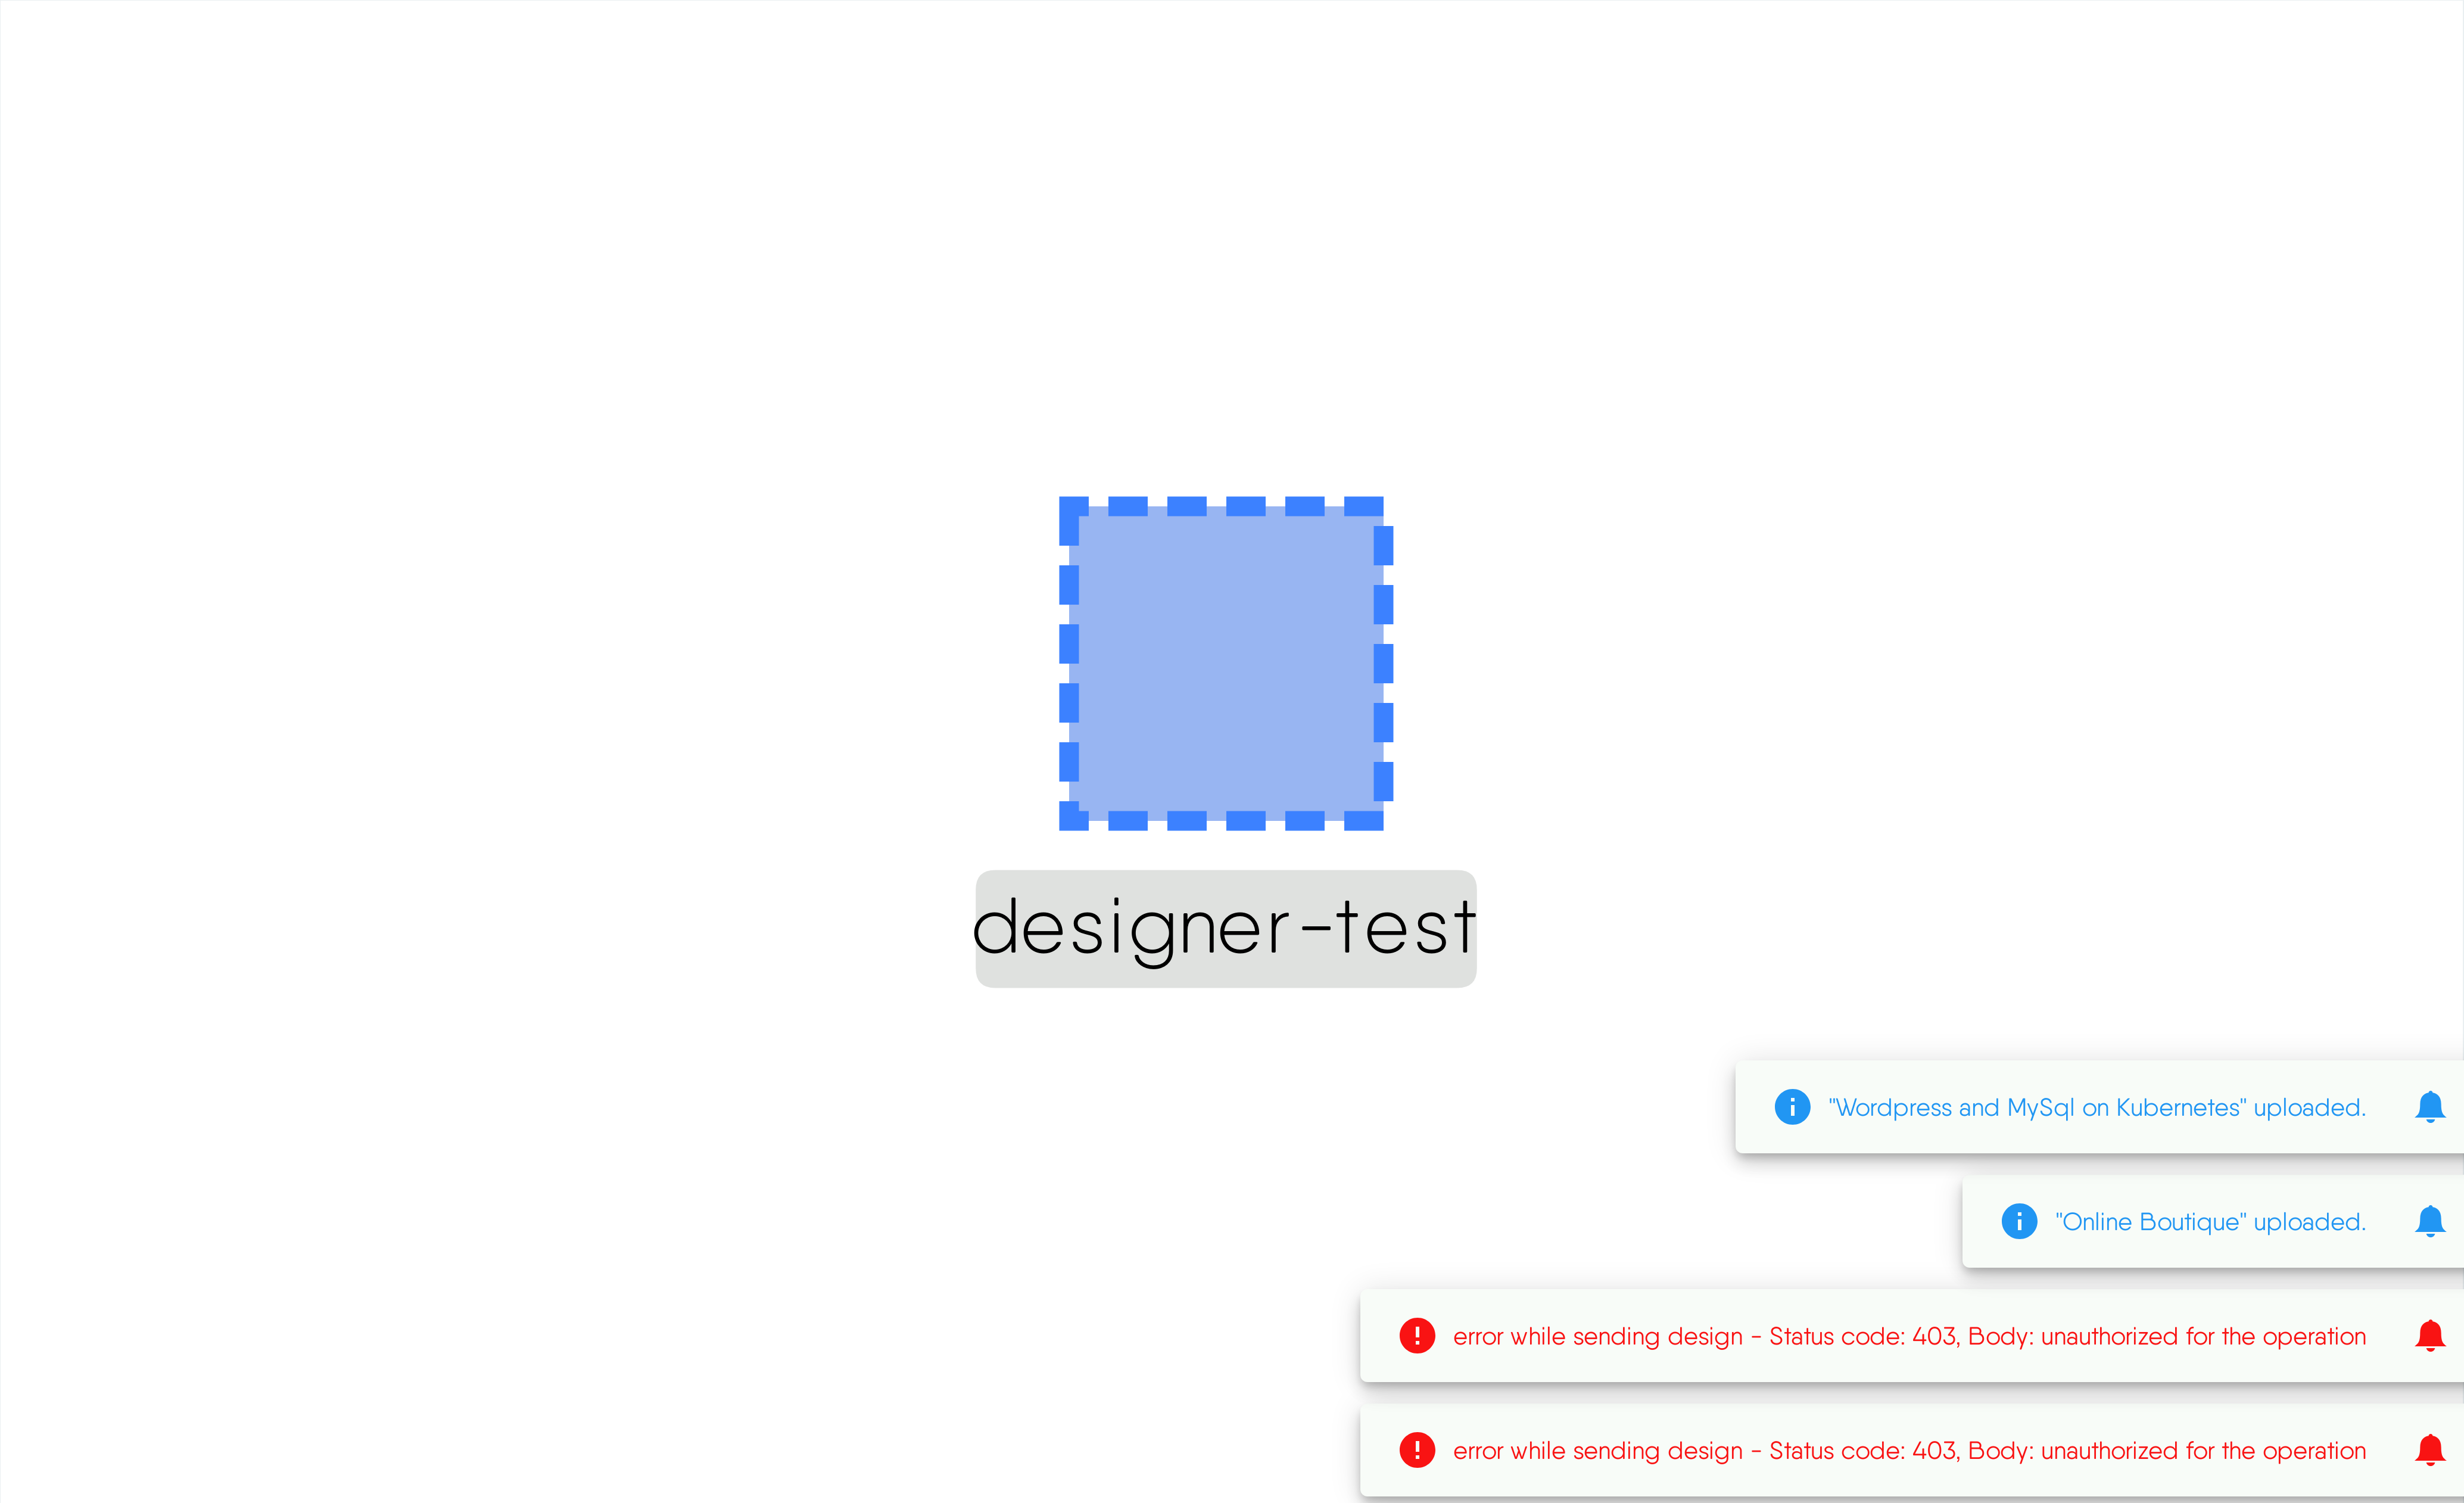 designer-test
"Wordpress and MySql on Kubernetes" uploaded.
"Online Boutique" uploaded.
error while sending design - Status code: 403, Body: unauthorized for the operation
error while sending design - Status code: 403, Body: unauthorized for the operation